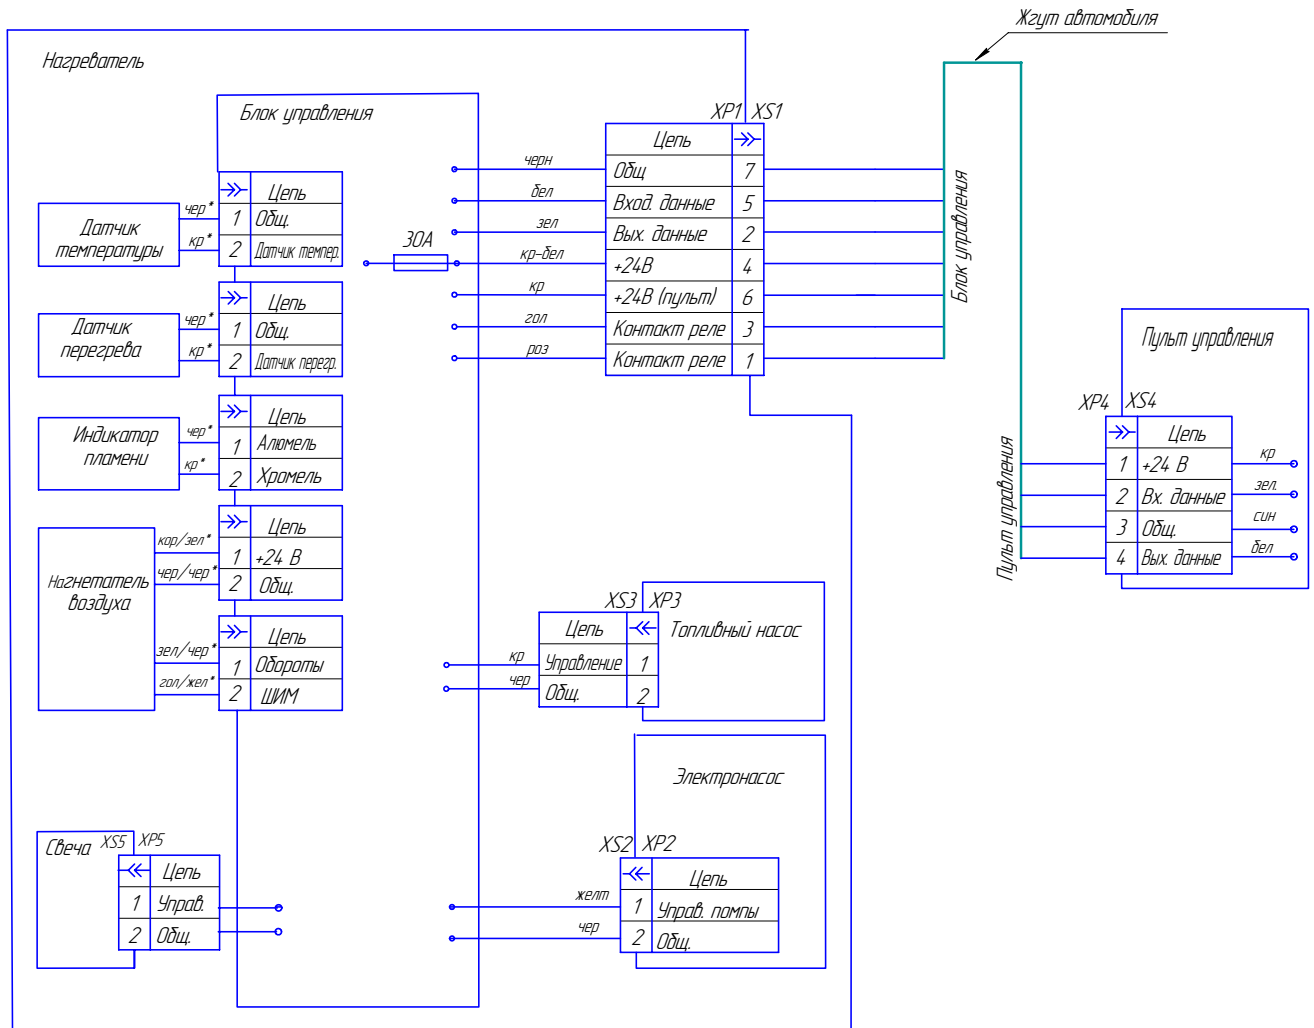 Жгут автомобиля
Нагреватель
Блок управления
XP1 XS1
Цепь
черн Общ 7
бел Вход. данные 5
зел Вых. данные 2
30А кр-бел +24В 4
кр +24В (пульт) 6
гол Контакт реле 3
роз Контакт реле 1
Блок управления
Пульт управления
Датчик
температуры
чер*
кр*
Цепь
1 Общ.
2 Датчик темпер.
Датчик
перегрева
чер*
кр*
Цепь
1 Общ.
2 Датчик перегр.
Индикатор
пламени
чер*
кр*
Цепь
1 Алюмель
2 Хромель
Нагнетатель
воздуха
кор/зел*
чер/чер*
зел/чер*
гол/жел*
Цепь
1 +24 В
2 Общ.
Цепь
1 Обороты
2 ШИМ
Пульт управления
XP4 XS4
Цепь
1 +24 В кр
2 Вх. данные зел.
3 Общ. син
4 Вых. данные бел
XS3 XP3
Цепь Топливный насос
кр Управление 1
чер Общ. 2
Электронасос
XS2 XP2
Цепь
желт 1 Управ. помпы
чер 2 Общ.
Свеча XS5 XP5
Цепь
1 Управ.
2 Общ.